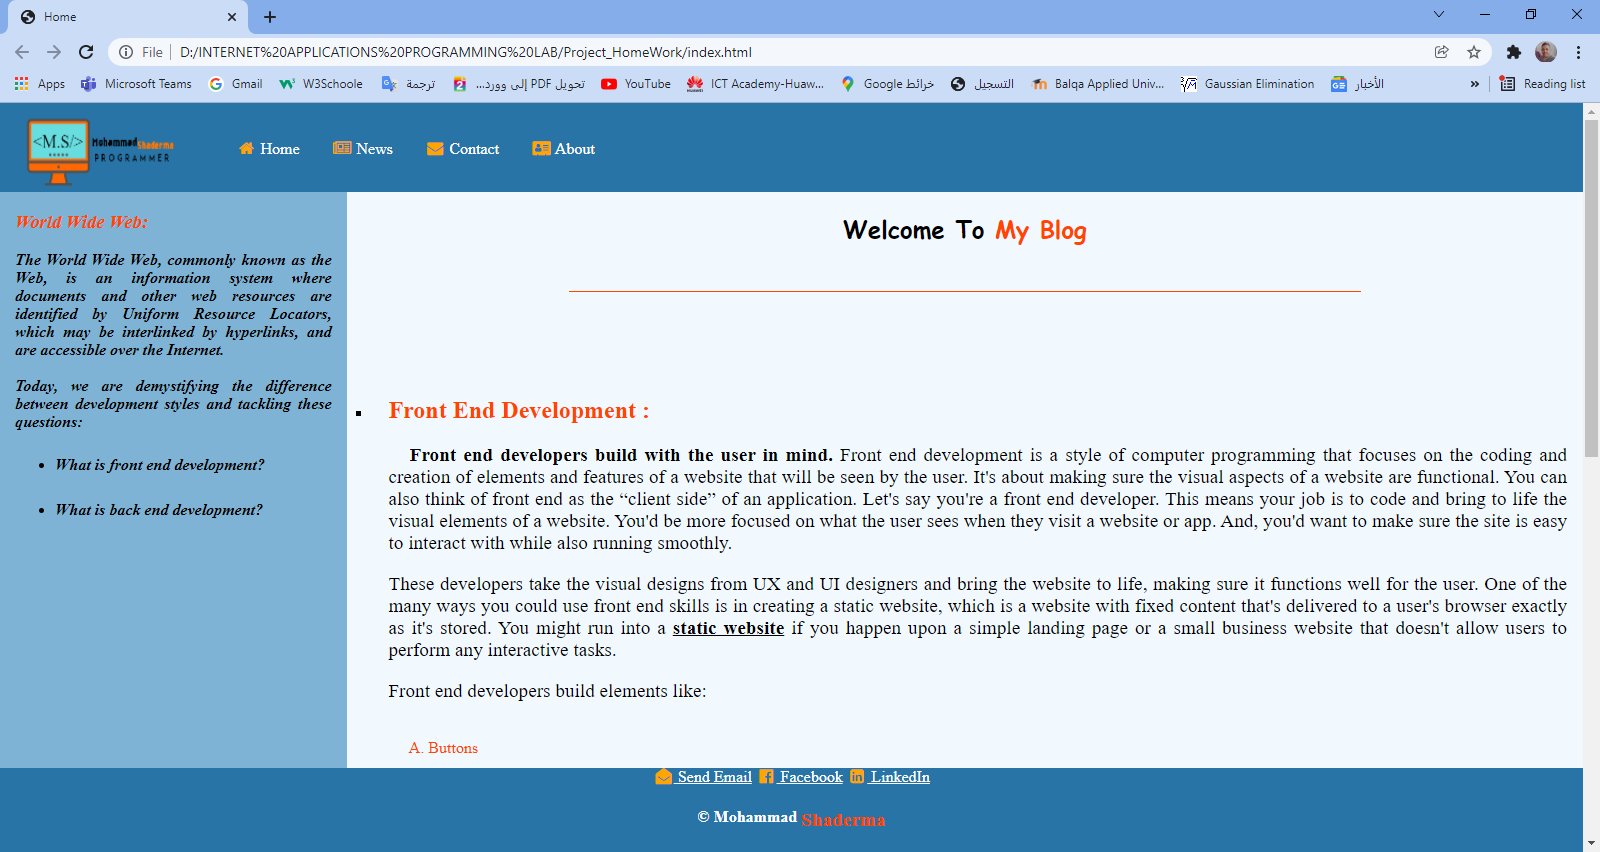 Home
File
D:/INTERNET%20APPLICATIONS%20PROGRAMMING%20LAB/Project_HomeWork/index.html
Apps
Microsoft Teams
Gmail
W3Schoole
ترجمة
تحويل PDF إلى وورد...
YouTube
ICT Academy-Huaw...
خرائط Google
التسجيل
Balqa Applied Univ...
Gaussian Elimination
الأخبار
»
Reading list
<M.S/>
MohammadShaderma
PROGRAMMER
Home
News
Contact
About
World Wide Web:
The World Wide Web, commonly known as the
Web, is an information system where
documents and other web resources are
identified by Uniform Resource Locators,
which may be interlinked by hyperlinks, and
are accessible over the Internet.
Today, we are demystifying the difference
between development styles and tackling these
questions:
• What is front end development?
• What is back end development?
Welcome To My Blog
▪ Front End Development :
Front end developers build with the user in mind. Front end development is a style of computer programming that focuses on the coding and
creation of elements and features of a website that will be seen by the user. It's about making sure the visual aspects of a website are functional. You can
also think of front end as the “client side” of an application. Let's say you're a front end developer. This means your job is to code and bring to life the
visual elements of a website. You'd be more focused on what the user sees when they visit a website or app. And, you'd want to make sure the site is easy
to interact with while also running smoothly.
These developers take the visual designs from UX and UI designers and bring the website to life, making sure it functions well for the user. One of the
many ways you could use front end skills is in creating a static website, which is a website with fixed content that's delivered to a user's browser exactly
as it's stored. You might run into a static website if you happen upon a simple landing page or a small business website that doesn't allow users to
perform any interactive tasks.
Front end developers build elements like:
A. Buttons
Send Email
Facebook
LinkedIn
© Mohammad Shaderma